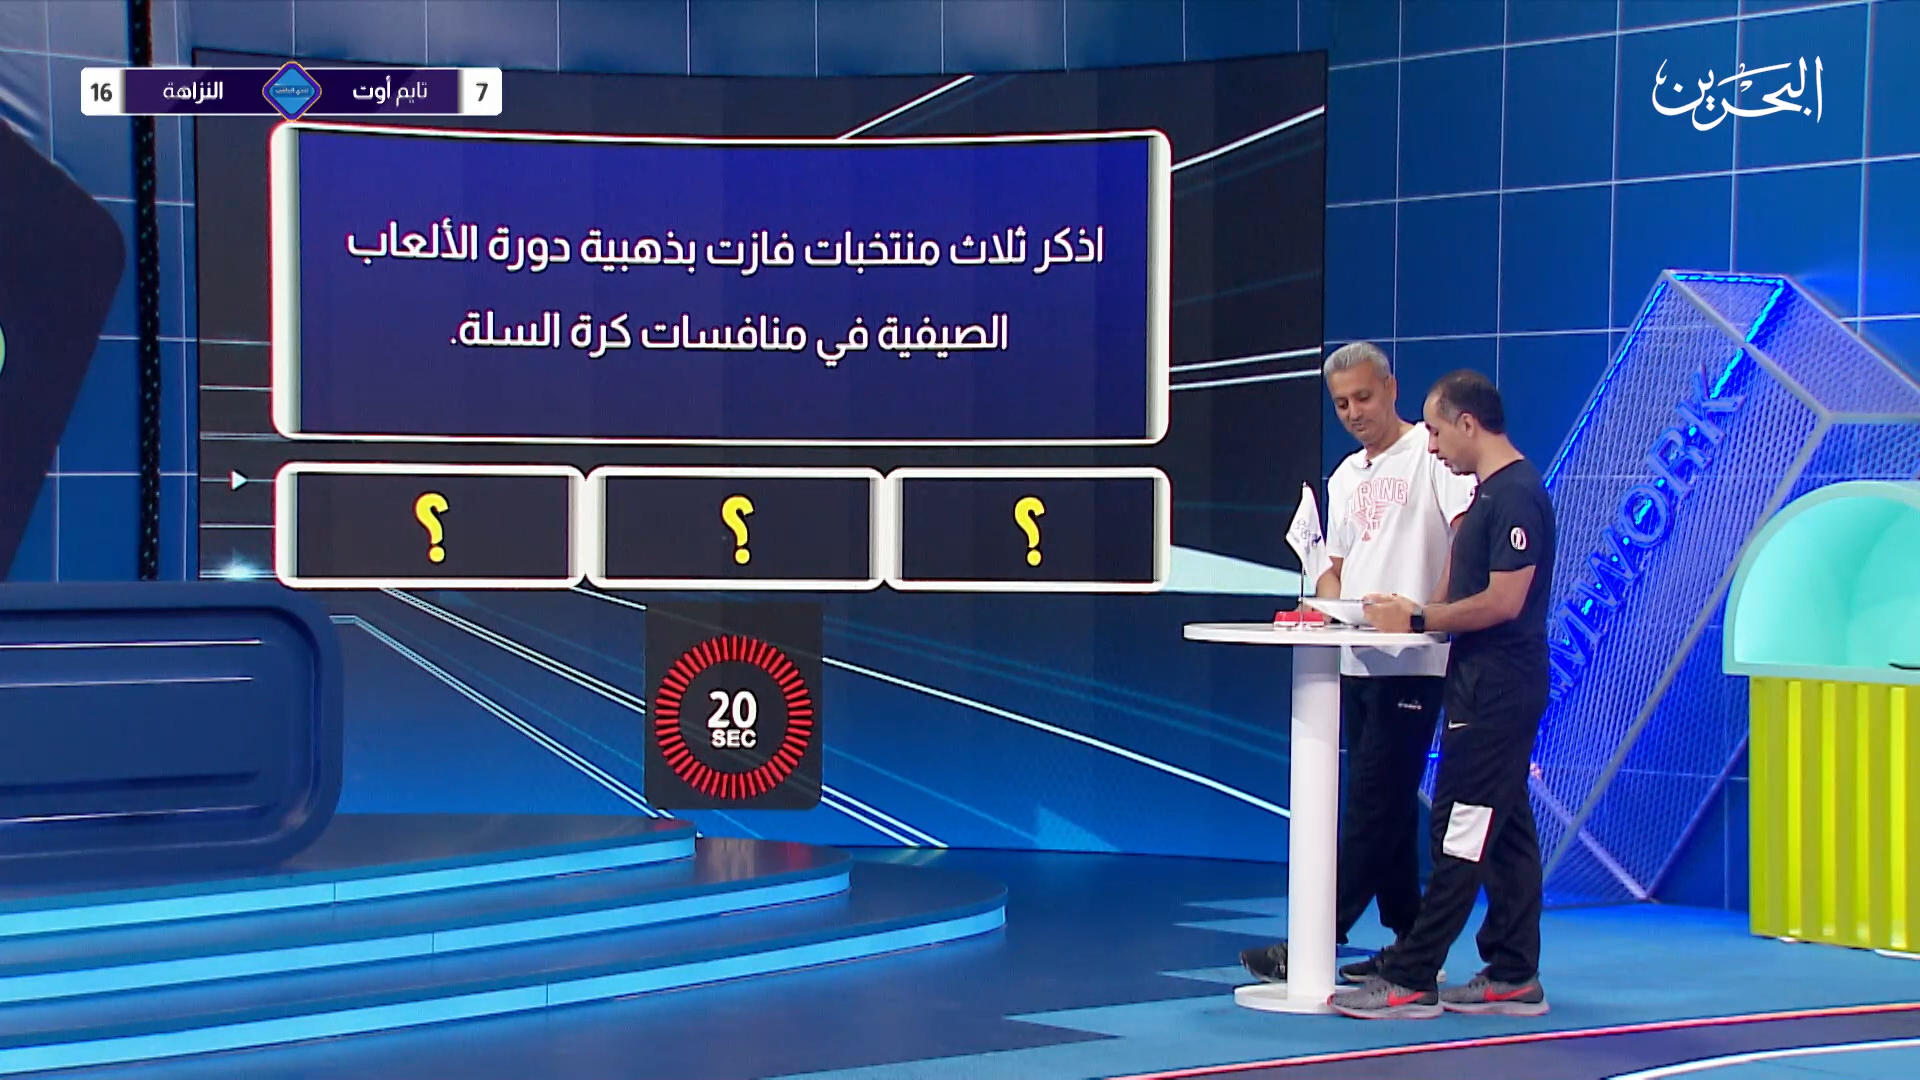 16 النزاهة تايم أوت 7
البحرين
اذكر ثلاث منتخبات فازت بذهبية دورة الألعاب
الصيفية في منافسات كرة السلة.
؟ ؟ ؟
20
SEC